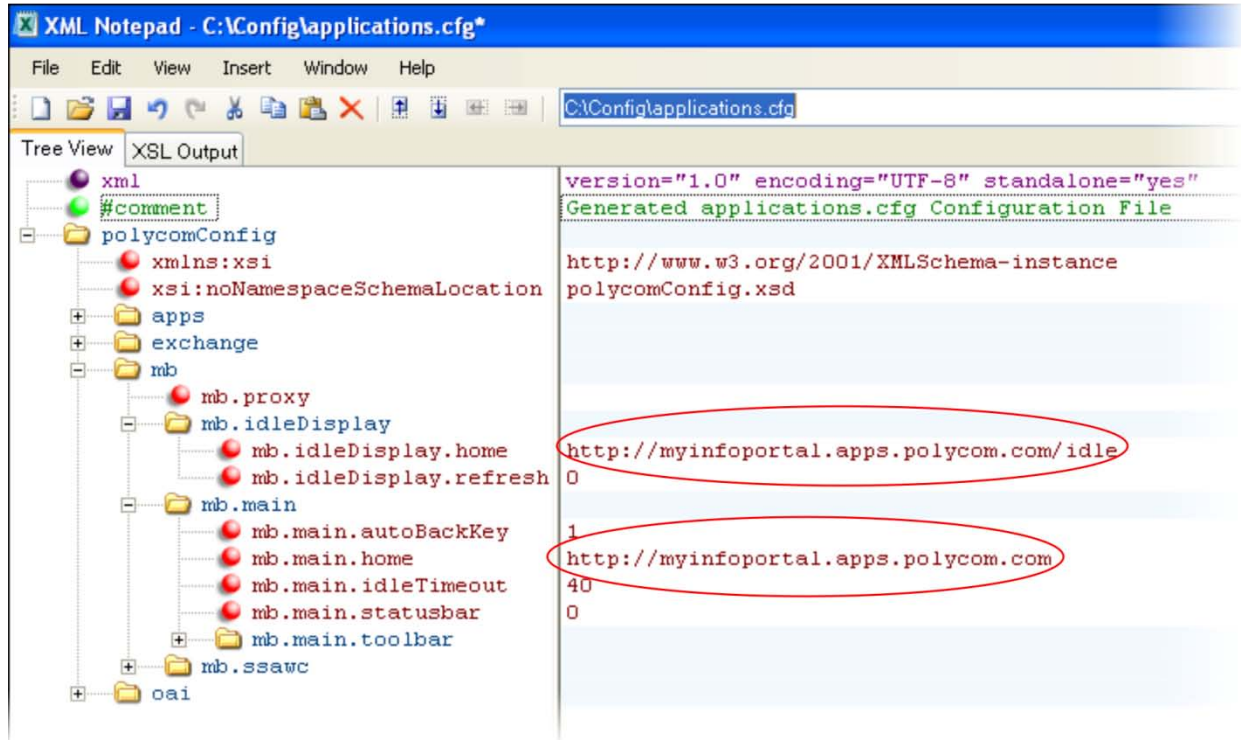 XML Notepad - C:\Config\applications.cfg*
File Edit View Insert Window Help
C:\Config\applications.cfg
Tree View XSL Output
xml version="1.0" encoding="UTF-8" standalone="yes"
#comment Generated applications.cfg Configuration File
polycomConfig
xmlns:xsi http://www.w3.org/2001/XMLSchema-instance
xsi:noNamespaceSchemaLocation polycomConfig.xsd
apps
exchange
mb
mb.proxy
mb.idleDisplay
mb.idleDisplay.home http://myinfoportal.apps.polycom.com/idle
mb.idleDisplay.refresh 0
mb.main
mb.main.autoBackKey 1
mb.main.home http://myinfoportal.apps.polycom.com
mb.main.idleTimeout 40
mb.main.statusbar 0
mb.main.toolbar
mb.ssawc
oai